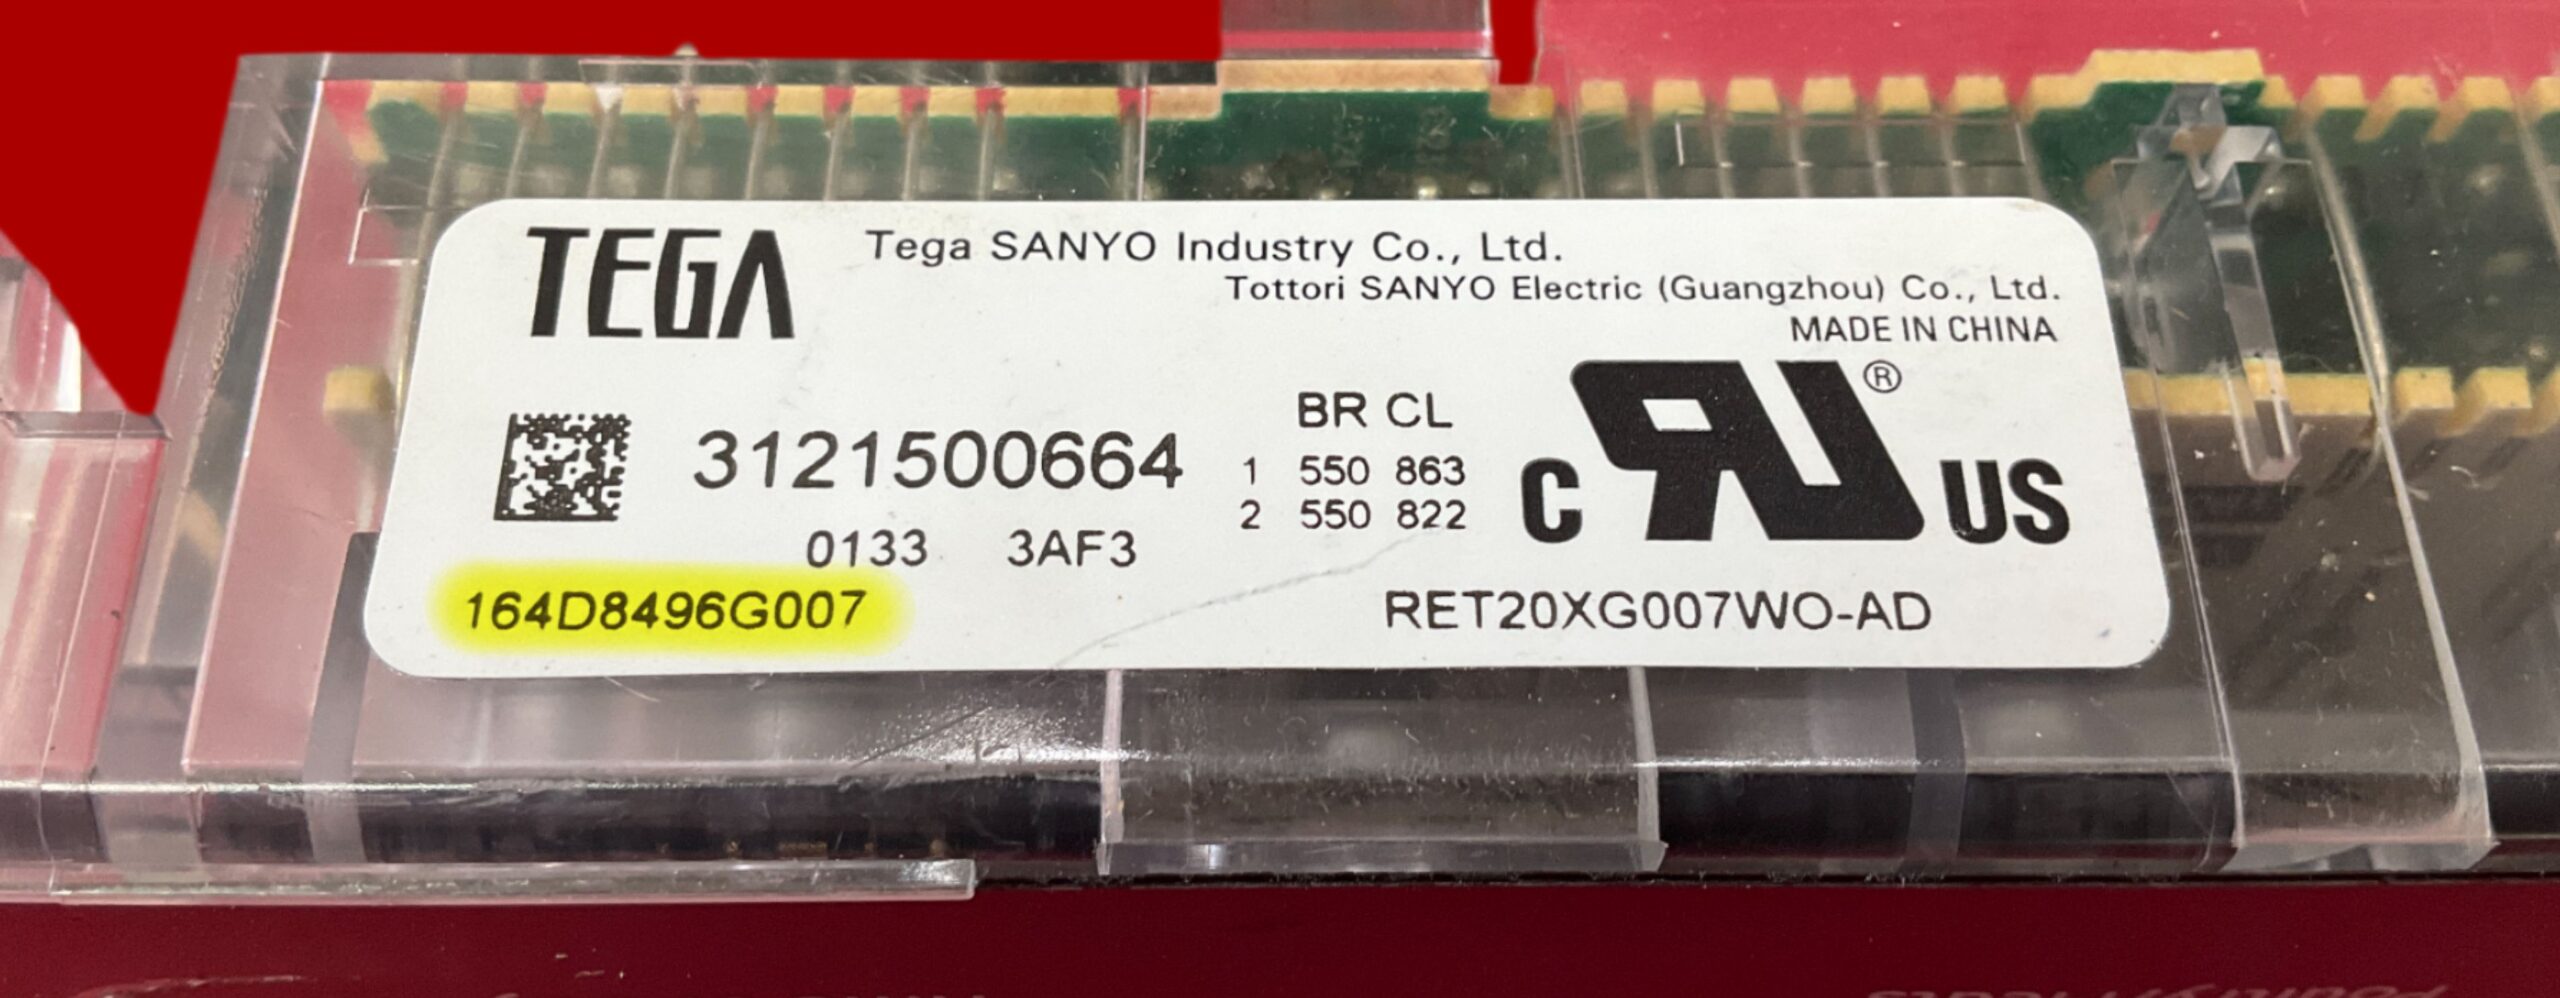 TEGA
Tega SANYO Industry Co., Ltd.
Tottori SANYO Electric (Guangzhou) Co., Ltd.
MADE IN CHINA
3121500664
BR CL
1 550 863
2 550 822
C US ®
0133 3AF3
164D8496G007
RET20XG007WO-AD